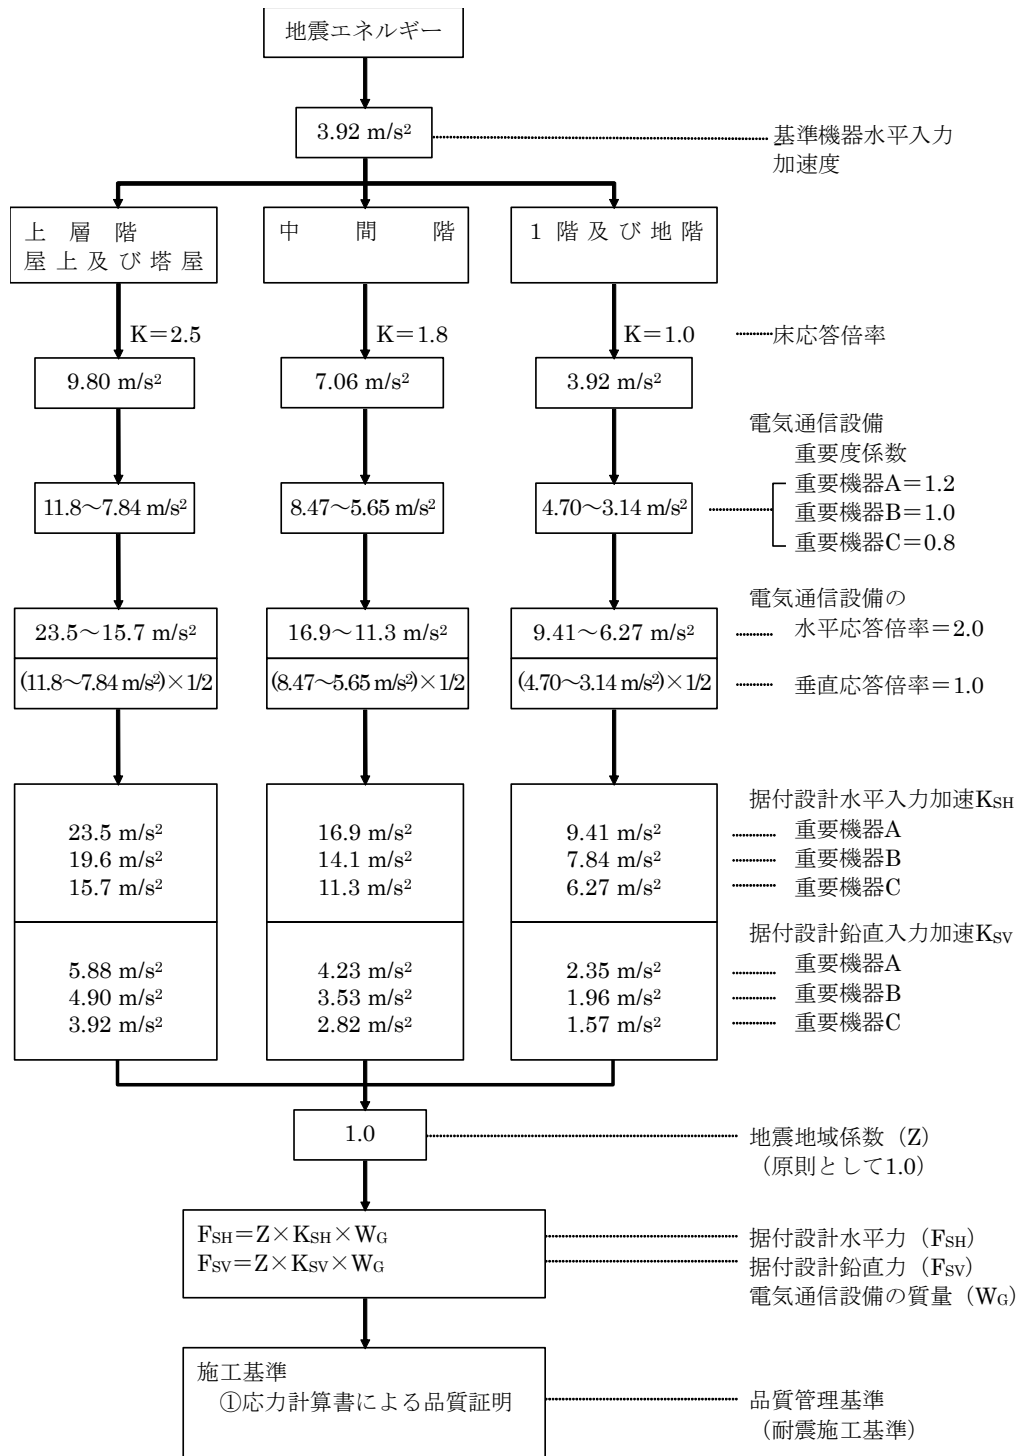 地震エネルギー
3.92 m/s²
基準機器水平入力
加速度
上層階
屋上及び塔屋
中間階
1階及び地階
K＝2.5
K＝1.8
K＝1.0
床応答倍率
9.80 m/s²
7.06 m/s²
3.92 m/s²
電気通信設備
重要度係数
重要機器A＝1.2
重要機器B＝1.0
重要機器C＝0.8
11.8～7.84 m/s²
8.47～5.65 m/s²
4.70～3.14 m/s²
電気通信設備の
水平応答倍率＝2.0
23.5～15.7 m/s²
16.9～11.3 m/s²
9.41～6.27 m/s²
(11.8～7.84 m/s²)×1/2
(8.47～5.65 m/s²)×1/2
(4.70～3.14 m/s²)×1/2
垂直応答倍率＝1.0
据付設計水平入力加速KSH
23.5 m/s²
16.9 m/s²
9.41 m/s²
重要機器A
19.6 m/s²
14.1 m/s²
7.84 m/s²
重要機器B
15.7 m/s²
11.3 m/s²
6.27 m/s²
重要機器C
据付設計鉛直入力加速KSV
5.88 m/s²
4.23 m/s²
2.35 m/s²
重要機器A
4.90 m/s²
3.53 m/s²
1.96 m/s²
重要機器B
3.92 m/s²
2.82 m/s²
1.57 m/s²
重要機器C
1.0
地震地域係数（Z）
（原則として1.0）
FSH＝Z×KSH×WG
FSV＝Z×KSV×WG
据付設計水平力（FSH）
据付設計鉛直力（FSV）
電気通信設備の質量（WG）
施工基準
①応力計算書による品質証明
品質管理基準
（耐震施工基準）